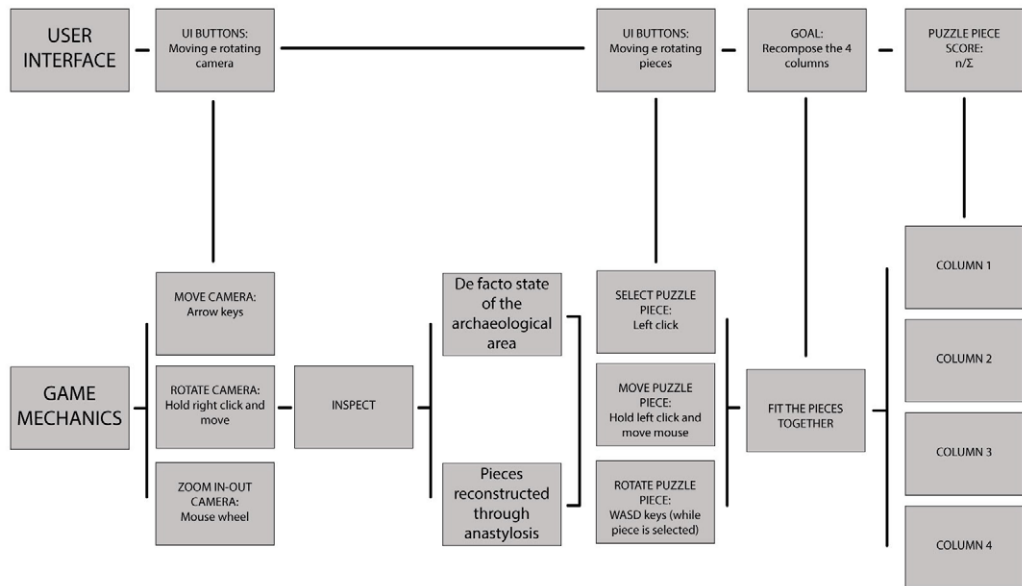 USER
INTERFACE
UI BUTTONS:
Moving e rotating
camera
UI BUTTONS:
Moving e rotating
pieces
GOAL:
Recompose the 4
columns
PUZZLE PIECE
SCORE:
n/Σ
GAME
MECHANICS
MOVE CAMERA:
Arrow keys
ROTATE CAMERA:
Hold right click and
move
ZOOM IN-OUT
CAMERA:
Mouse wheel
INSPECT
De facto state
of the
archaeological
area
Pieces
reconstructed
through
anastylosis
SELECT PUZZLE
PIECE:
Left click
MOVE PUZZLE
PIECE:
Hold left click and
move mouse
ROTATE PUZZLE
PIECE:
WASD keys (while
piece is selected)
FIT THE PIECES
TOGETHER
COLUMN 1
COLUMN 2
COLUMN 3
COLUMN 4